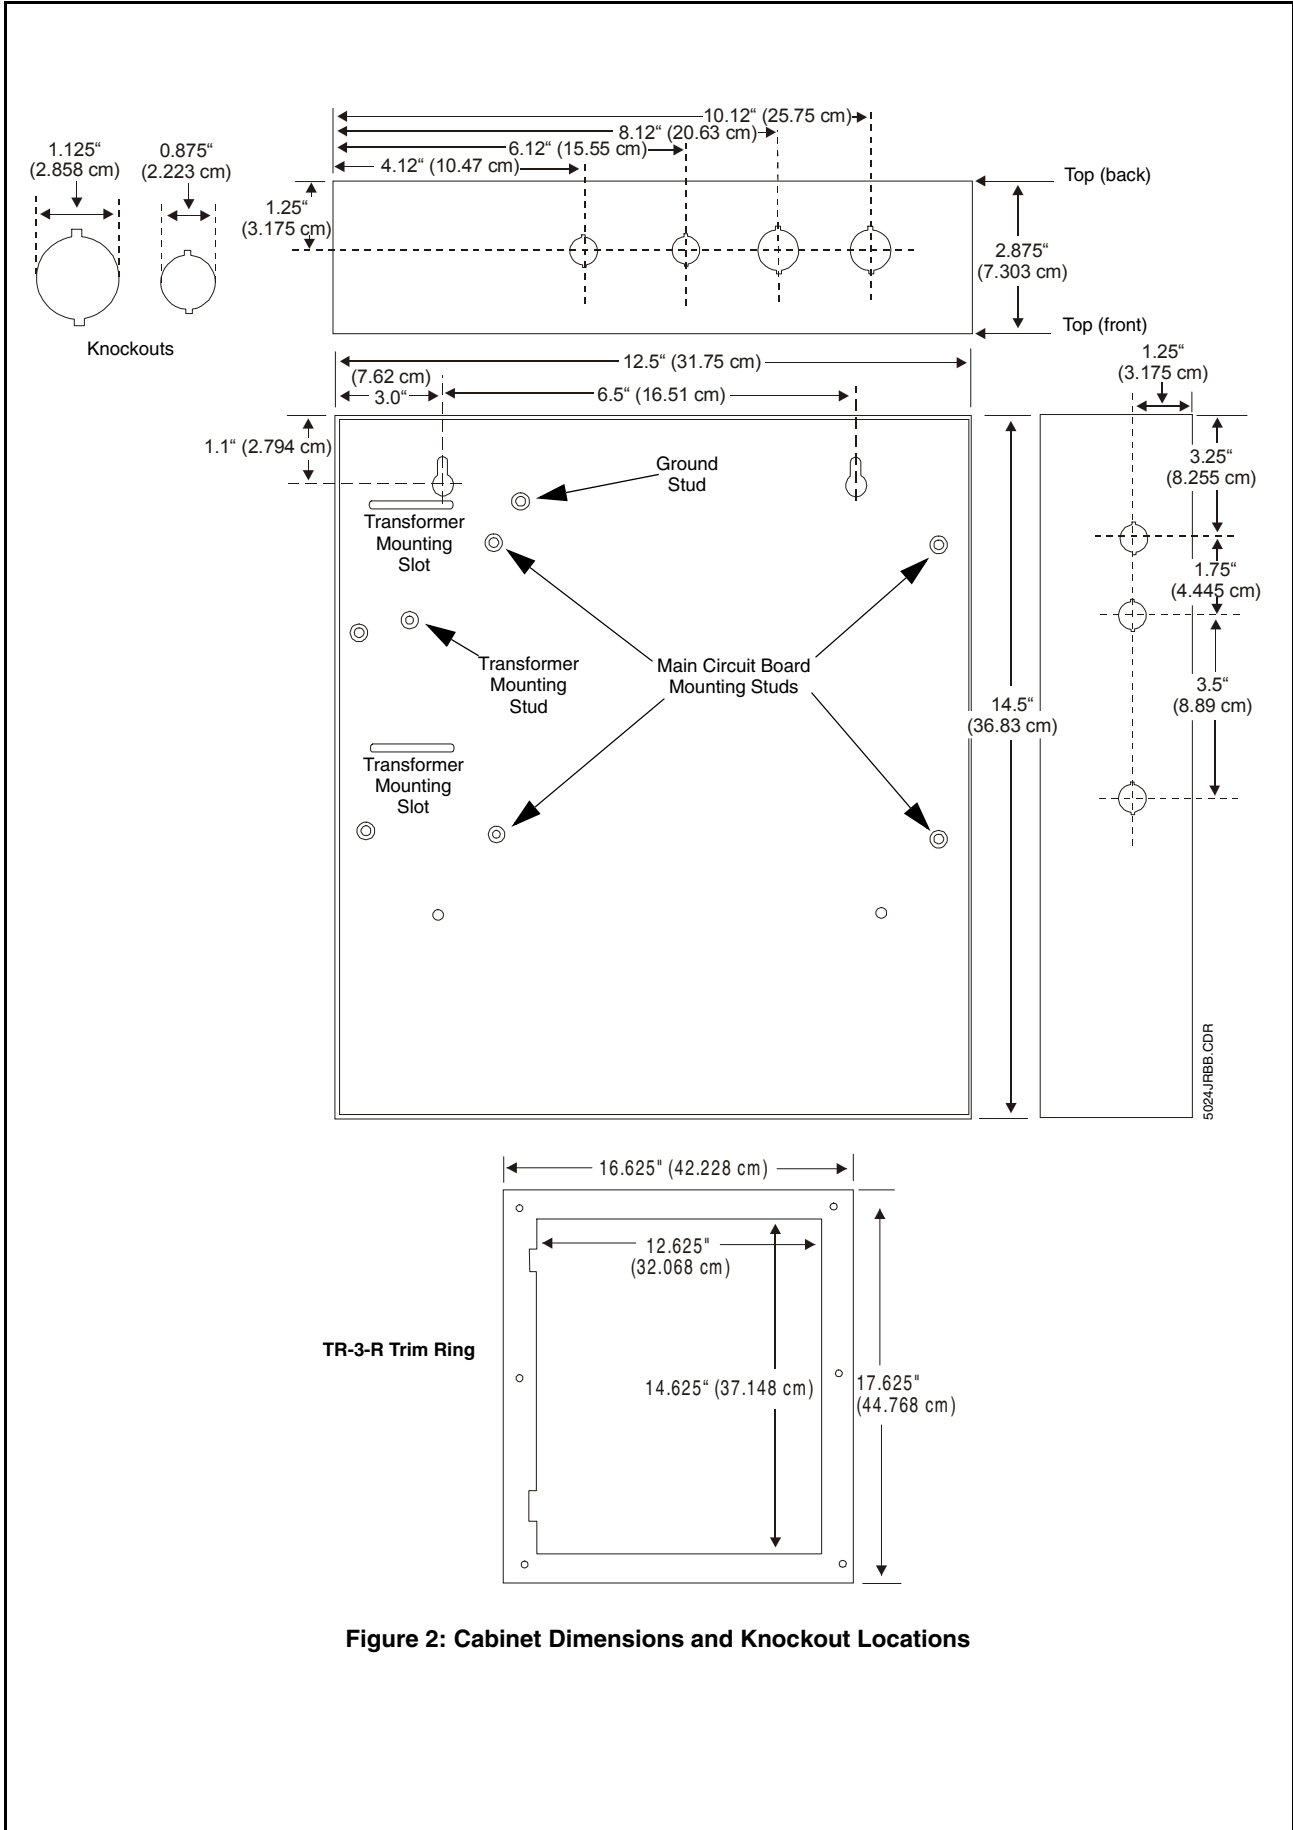 10.12“ (25.75 cm)
8.12“ (20.63 cm)
6.12“ (15.55 cm)
4.12“ (10.47 cm)
1.125“
(2.858 cm)
0.875“
(2.223 cm)
Knockouts
1.25“
(3.175 cm)
Top (back)
2.875“
(7.303 cm)
Top (front)
12.5“ (31.75 cm)
(7.62 cm)
3.0“
6.5“ (16.51 cm)
1.25“
(3.175 cm)
1.1“ (2.794 cm)
Ground
Stud
3.25“
(8.255 cm)
Transformer
Mounting
Slot
1.75“
(4.445 cm)
Transformer
Mounting
Stud
Main Circuit Board
Mounting Studs
3.5“
(8.89 cm)
14.5“
(36.83 cm)
Transformer
Mounting
Slot
5024JRBB.CDR
16.625" (42.228 cm)
12.625"
(32.068 cm)
TR-3-R Trim Ring
14.625“ (37.148 cm)
17.625"
(44.768 cm)
Figure 2: Cabinet Dimensions and Knockout Locations